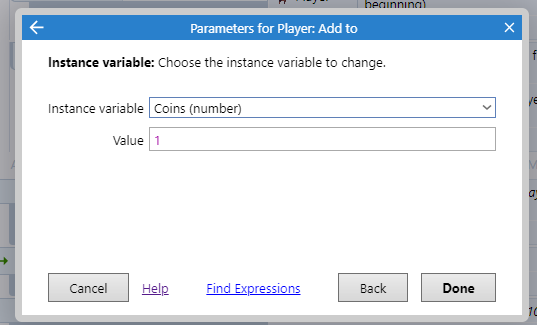 beginning)
Parameters for Player: Add to
Instance variable: Choose the instance variable to change.
Instance variable Coins (number)
Value 1
Cancel Help Find Expressions Back Done